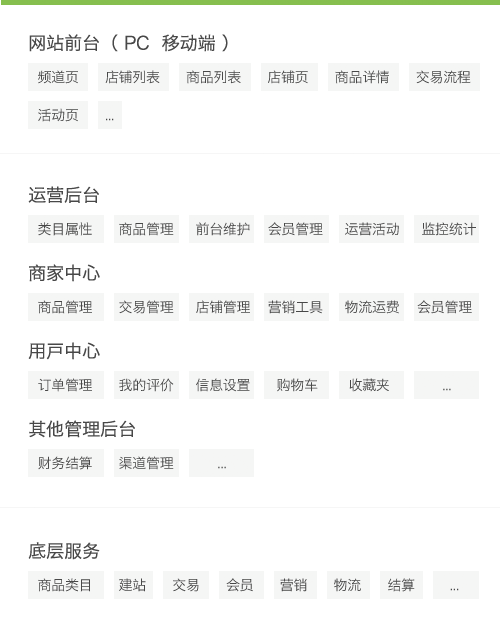 网站前台（ PC 移动端 ）
频道页 店铺列表 商品列表 店铺页 商品详情 交易流程
活动页 ...
运营后台
类目属性 商品管理 前台维护 会员管理 运营活动 监控统计
商家中心
商品管理 交易管理 店铺管理 营销工具 物流运费 会员管理
用戸中心
订单管理 我的评价 信息设置 购物车 收藏夹 ...
其他管理后台
财务结算 渠道管理 ...
底层服务
商品类目 建站 交易 会员 营销 物流 结算 ...